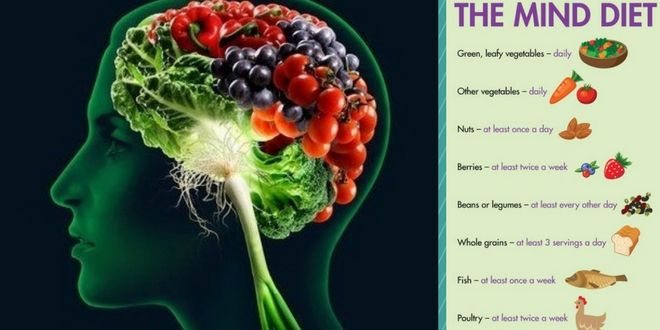 THE MIND DIET
Green, leafy vegetables – daily
Other vegetables – daily
Nuts – at least once a day
Berries – at least twice a week
Beans or legumes – at least every other day
Whole grains – at least 3 servings a day
Fish – at least once a week
Poultry – at least twice a week